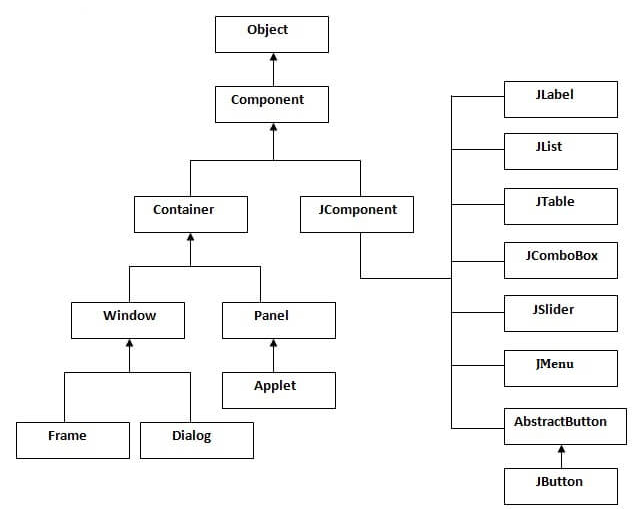 Object
Component
Container
JComponent
Window
Panel
Applet
Frame
Dialog
JLabel
JList
JTable
JComboBox
JSlider
JMenu
AbstractButton
JButton